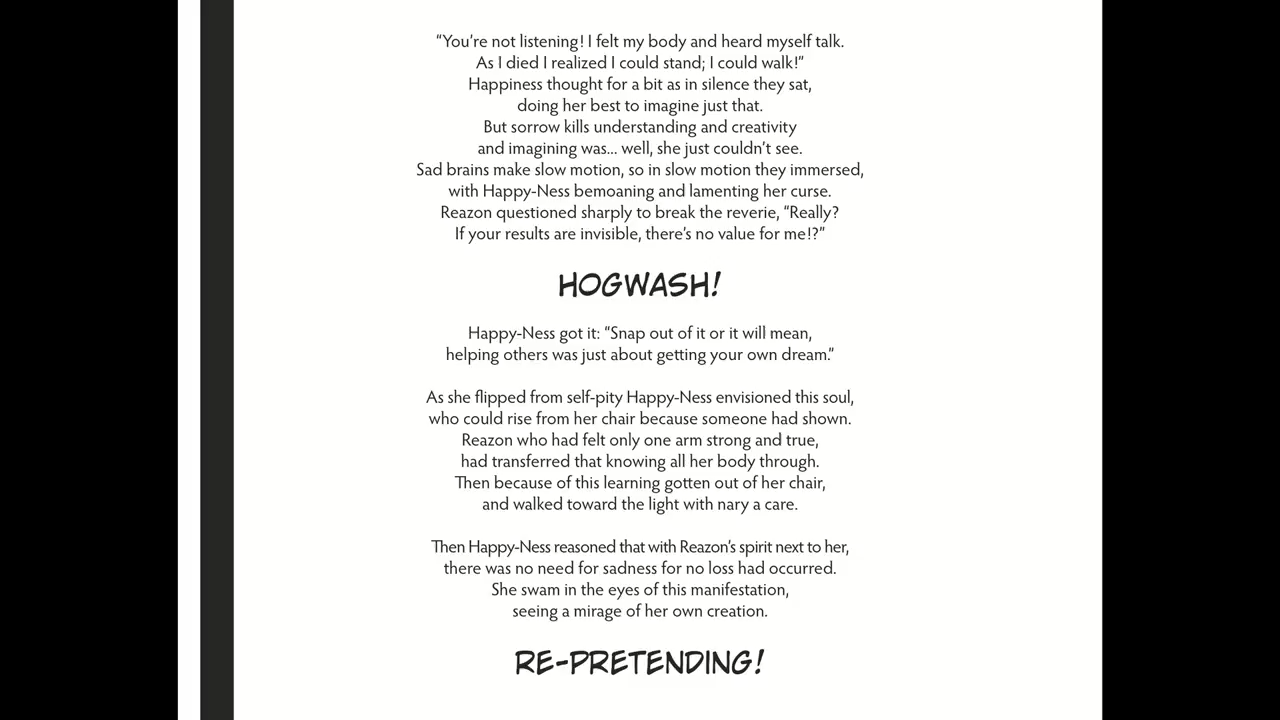 “You’re not listening! I felt my body and heard myself talk.
As I died I realized I could stand; I could walk!”
Happiness thought for a bit as in silence they sat,
doing her best to imagine just that.
But sorrow kills understanding and creativity
and imagining was... well, she just couldn’t see.
Sad brains make slow motion, so in slow motion they immersed,
with Happy-Ness bemoaning and lamenting her curse.
Reazon questioned sharply to break the reverie, “Really?
If your results are invisible, there’s no value for me!?”
HOGWASH!
Happy-Ness got it: “Snap out of it or it will mean,
helping others was just about getting your own dream.”
As she flipped from self-pity Happy-Ness envisioned this soul,
who could rise from her chair because someone had shown.
Reazon who had felt only one arm strong and true,
had transferred that knowing all her body through.
Then because of this learning gotten out of her chair,
and walked toward the light with nary a care.
Then Happy-Ness reasoned that with Reazon’s spirit next to her,
there was no need for sadness for no loss had occurred.
She swam in the eyes of this manifestation,
seeing a mirage of her own creation.
RE-PRETENDING!